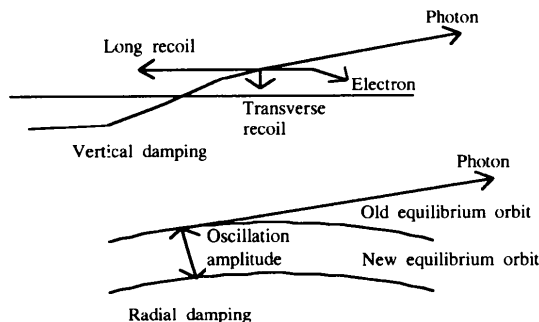 Photon
Long recoil
Electron
Transverse
recoil
Vertical damping
Photon
Old equilibrium orbit
Oscillation
amplitude
New equilibrium orbit
Radial damping